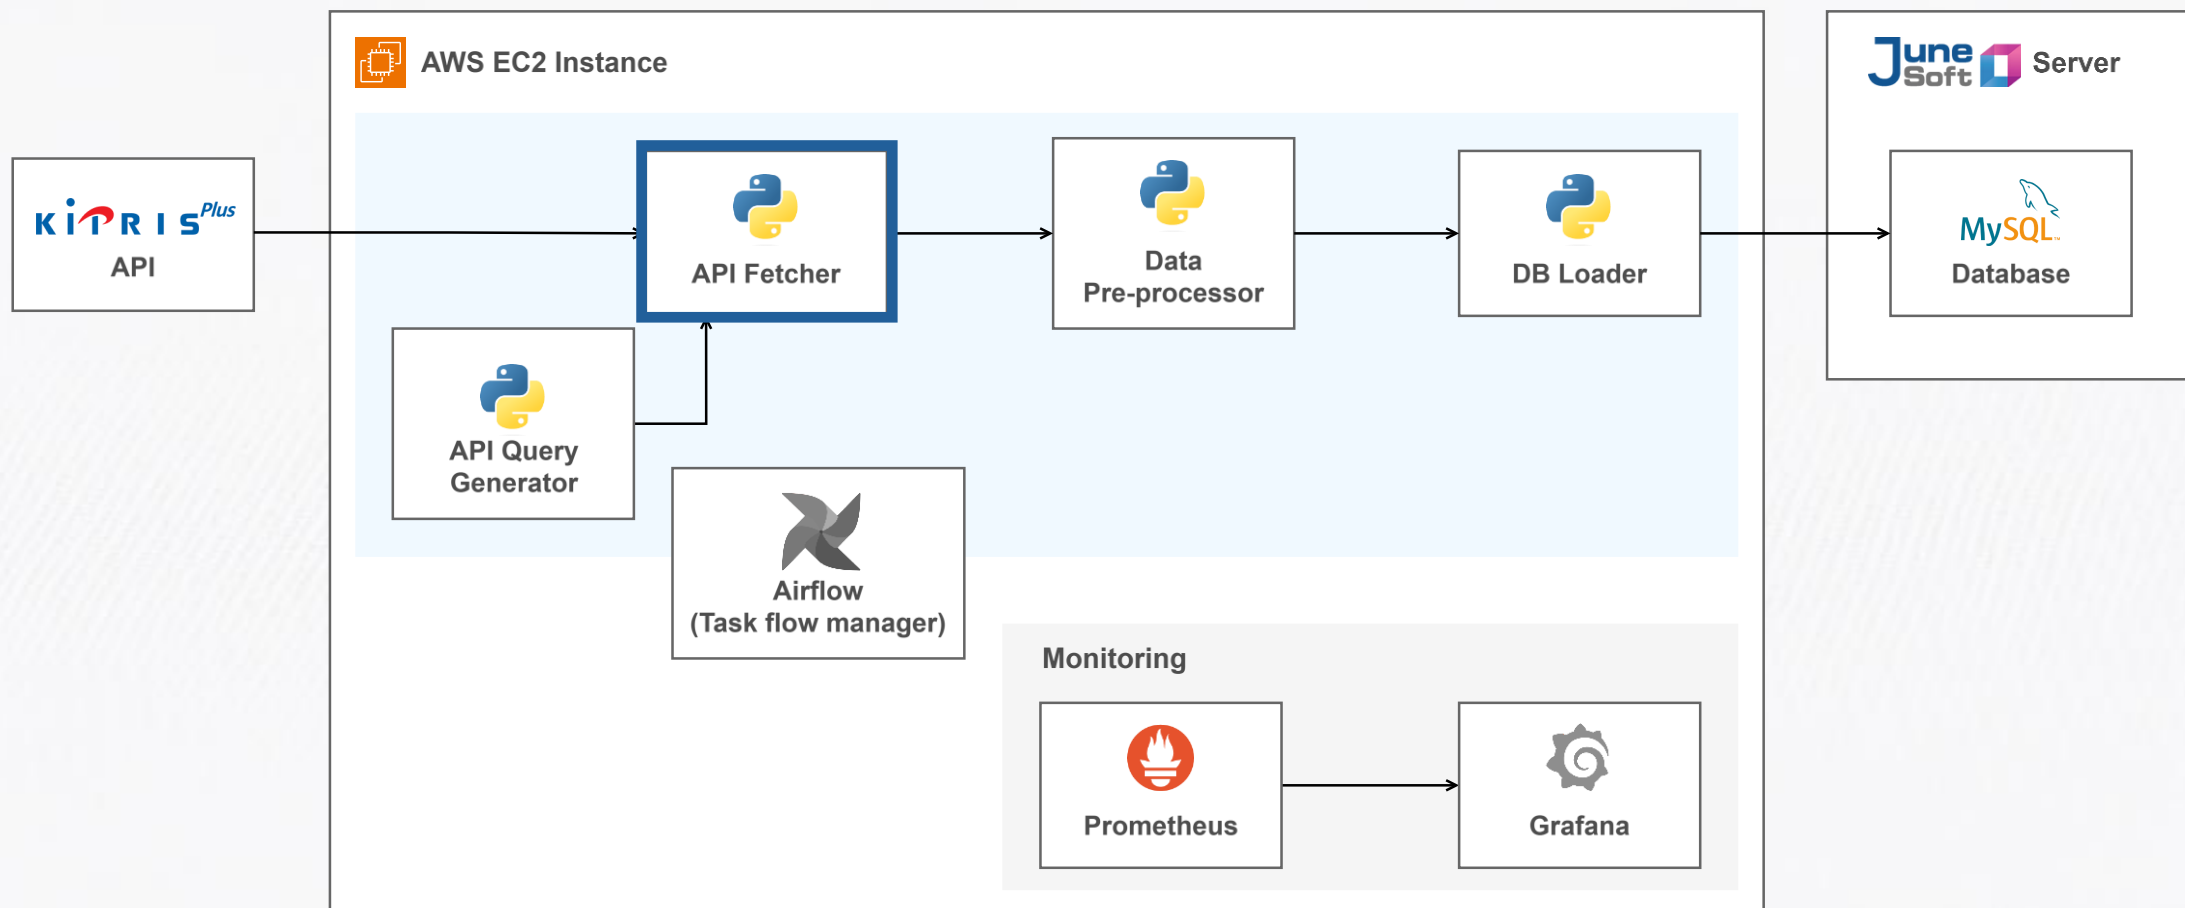 AWS EC2 Instance
June
Soft
Server
KIPRIS Plus
API
API Fetcher
Data
Pre-processor
DB Loader
MySQL
Database
API Query
Generator
Airflow
(Task flow manager)
Monitoring
Prometheus
Grafana